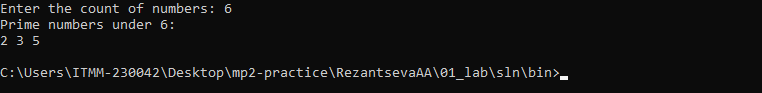 Enter the count of numbers: 6
Prime numbers under 6:
2 3 5
C:\Users\ITMM-230042\Desktop\mp2-practice\RezantsevaAA\01_lab\sln\bin>